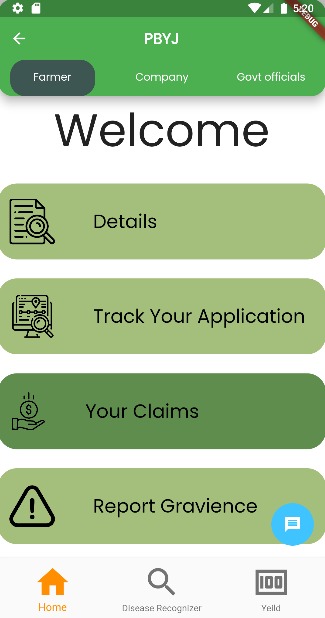 5:20
DEBUG
PBYJ
Farmer
Company
Govt officials
Welcome
Details
Track Your Application
$
Your Claims
Report Gravience
Home
Disease Recognizer
100
Yeild